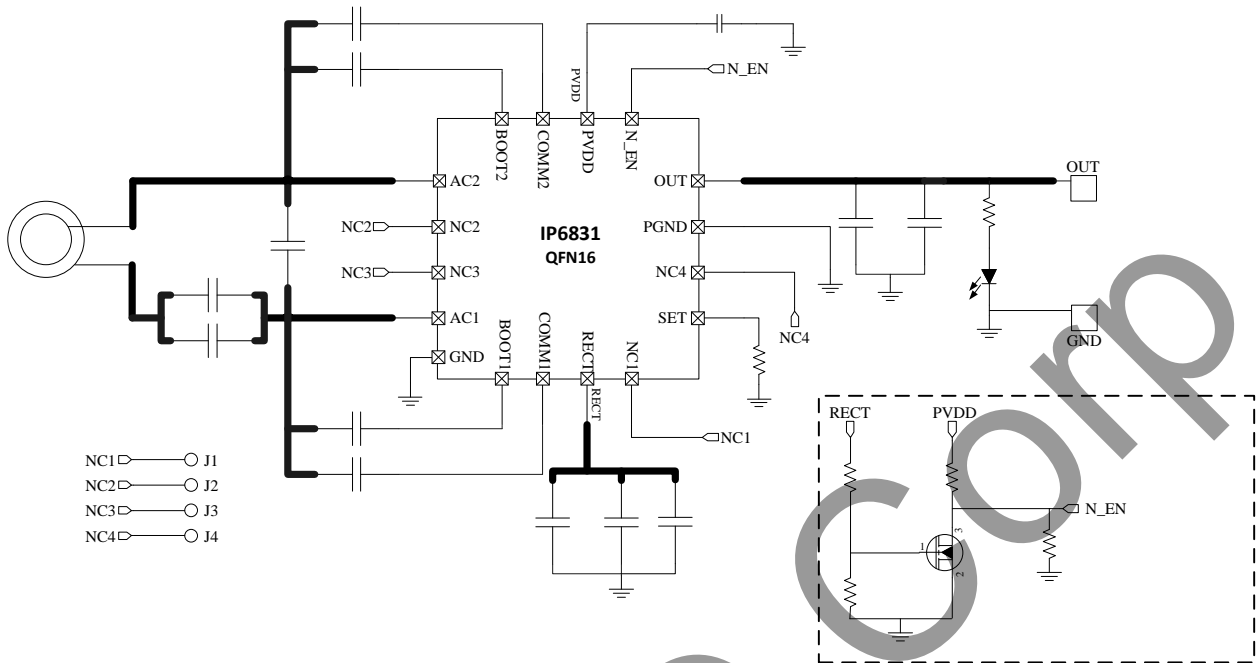 PVDD
N_EN
BOOT2
COMM2
PVDD
N_EN
AC2
OUT
OUT
NC2
NC2
IP6831
QFN16
PGND
NC3
NC3
NC4
AC1
SET
GND
NC4
GND
BOOT1
COMM1
RECT
NC1
RECT
NC1
RECT
PVDD
NC1 J1
NC2 J2
NC3 J3
NC4 J4
N_EN
3
1
2
Corp